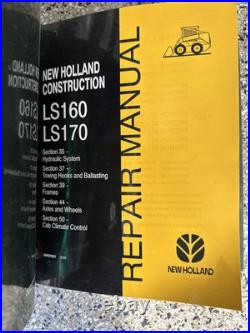 NEW HOLLAND
CONSTRUCTION
LS160
LS170
Section 35 -
Hydraulic System
Section 37 -
Towing Hooks and Ballasting
Section 39 -
Frames
Section 44 -
Axles and Wheels
Section 50 -
Cab Climate Control
REPAIR MANUAL
NEW HOLLAND